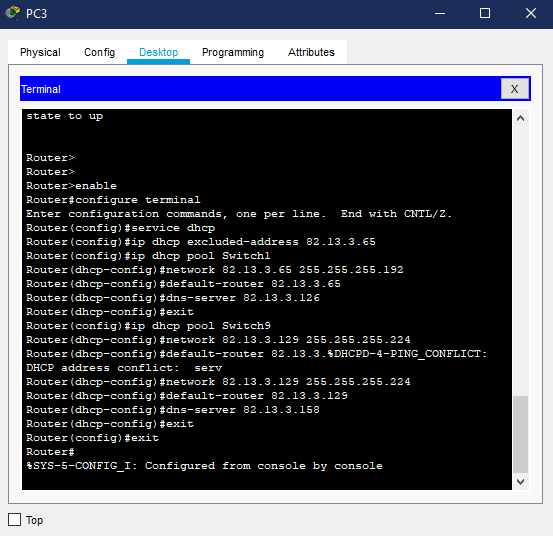 PC3
Physical Config Desktop Programming Attributes
Terminal X
state to up
Router>
Router>
Router>enable
Router#configure terminal
Enter configuration commands, one per line.  End with CNTL/Z.
Router(config)#service dhcp
Router(config)#ip dhcp excluded-address 82.13.3.65
Router(config)#ip dhcp pool Switch1
Router(dhcp-config)#network 82.13.3.65 255.255.255.192
Router(dhcp-config)#default-router 82.13.3.65
Router(dhcp-config)#dns-server 82.13.3.126
Router(dhcp-config)#exit
Router(config)#ip dhcp pool Switch9
Router(dhcp-config)#network 82.13.3.129 255.255.255.224
Router(dhcp-config)#default-router 82.13.3.%DHCPD-4-PING_CONFLICT:
DHCP address conflict:  serv
Router(dhcp-config)#network 82.13.3.129 255.255.255.224
Router(dhcp-config)#default-router 82.13.3.129
Router(dhcp-config)#dns-server 82.13.3.158
Router(dhcp-config)#exit
Router(config)#exit
Router#
%SYS-5-CONFIG_I: Configured from console by console
Top